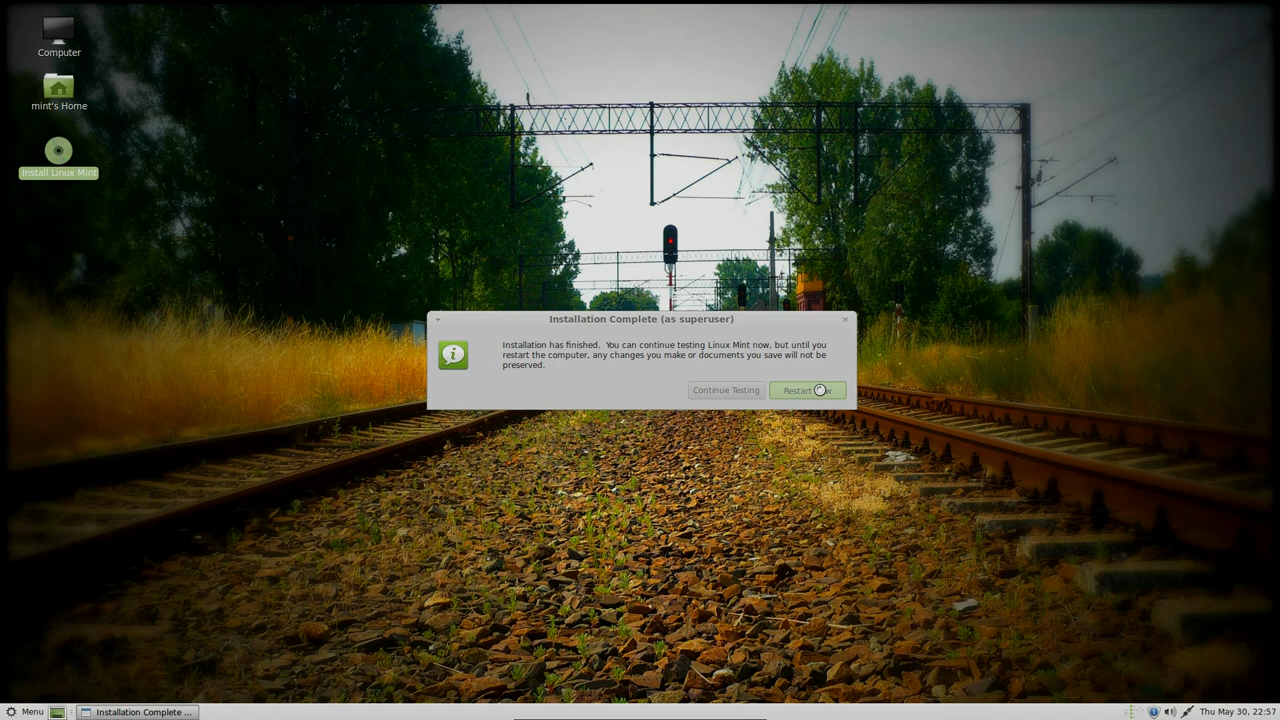 Computer
mint's Home
Install Linux Mint
Installation Complete (as superuser)
Installation has finished.  You can continue testing Linux Mint now, but until you
restart the computer, any changes you make or documents you save will not be
preserved.
Continue Testing
Restart
Menu
Installation Complete ...
Thu May 30, 22:57